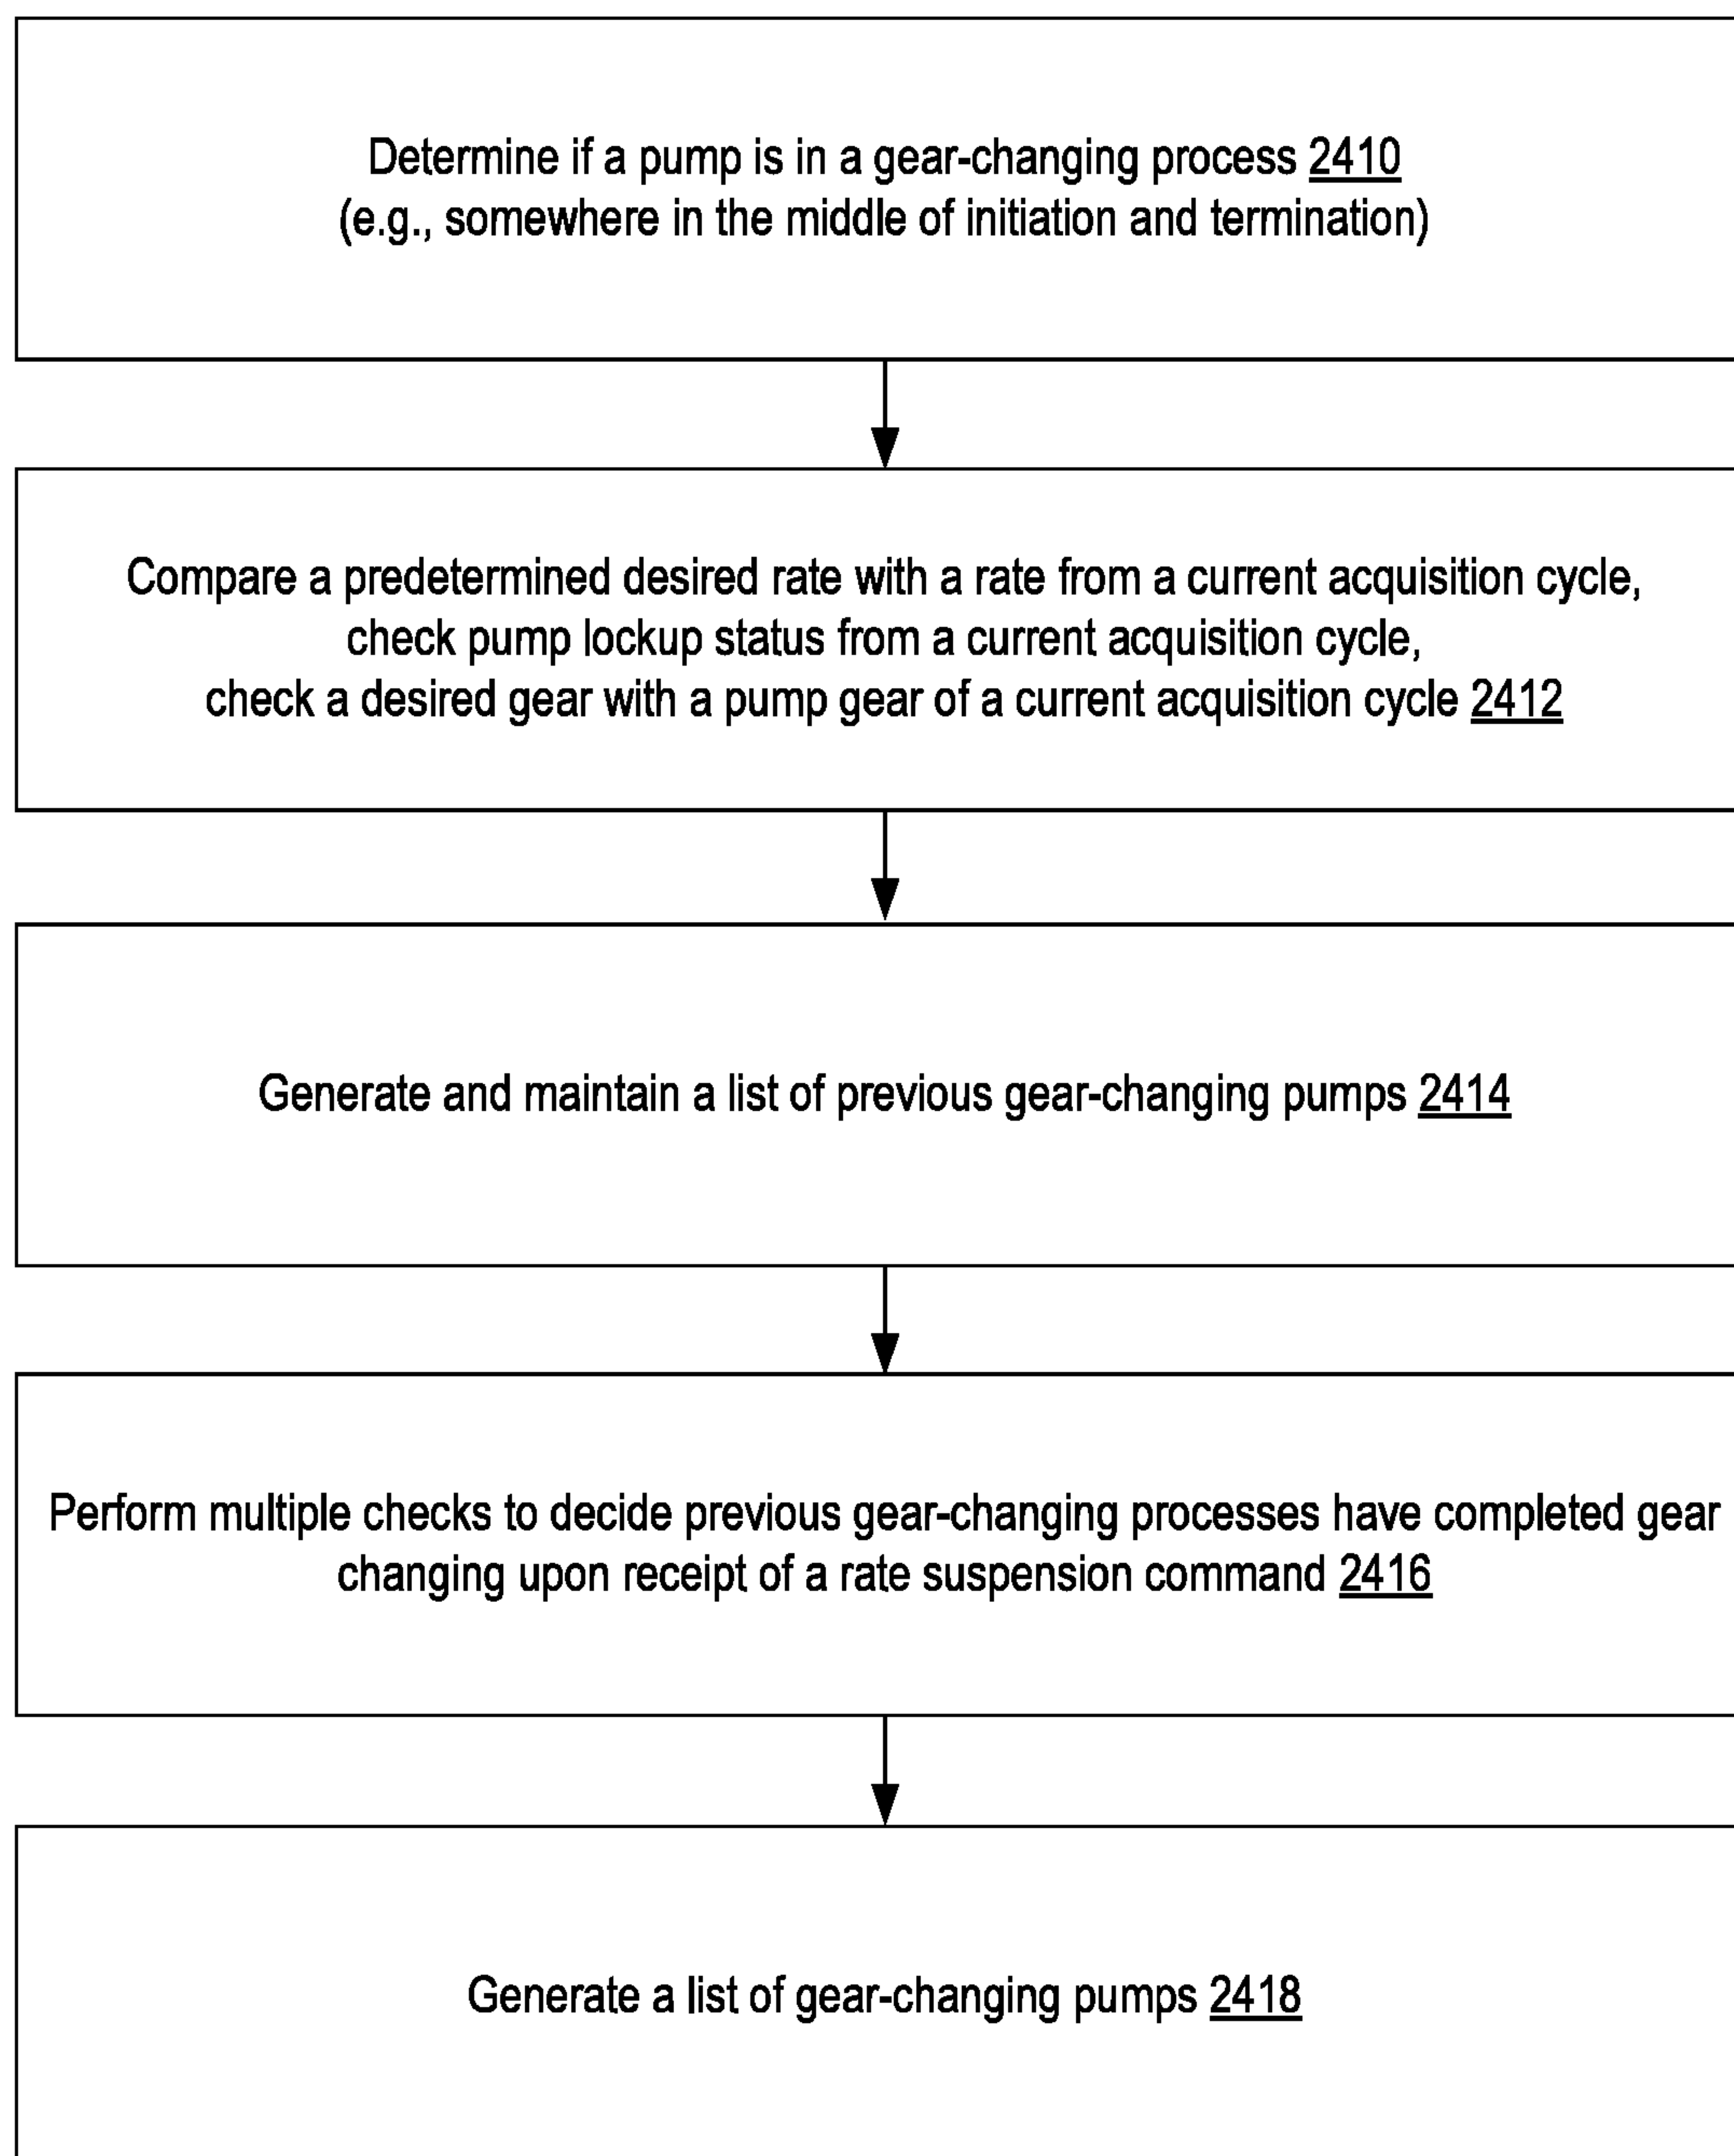 Determine if a pump is in a gear-changing process 2410
(e.g., somewhere in the middle of initiation and termination)
Compare a predetermined desired rate with a rate from a current acquisition cycle,
check pump lockup status from a current acquisition cycle,
check a desired gear with a pump gear of a current acquisition cycle 2412
Generate and maintain a list of previous gear-changing pumps 2414
Perform multiple checks to decide previous gear-changing processes have completed gear
changing upon receipt of a rate suspension command 2416
Generate a list of gear-changing pumps 2418